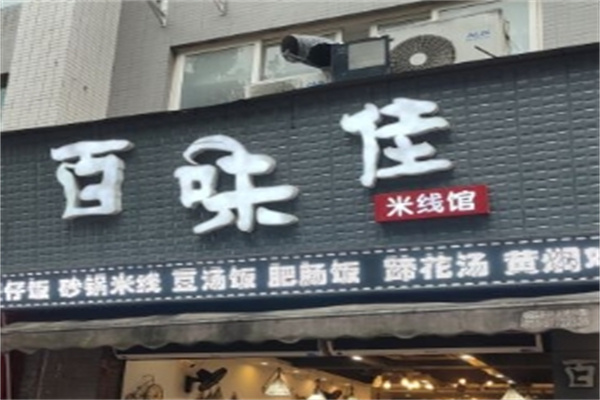 百味佳
米线馆
仔饭 砂锅米线 豆汤饭 肥肠饭 蹄花汤 黄焖
百